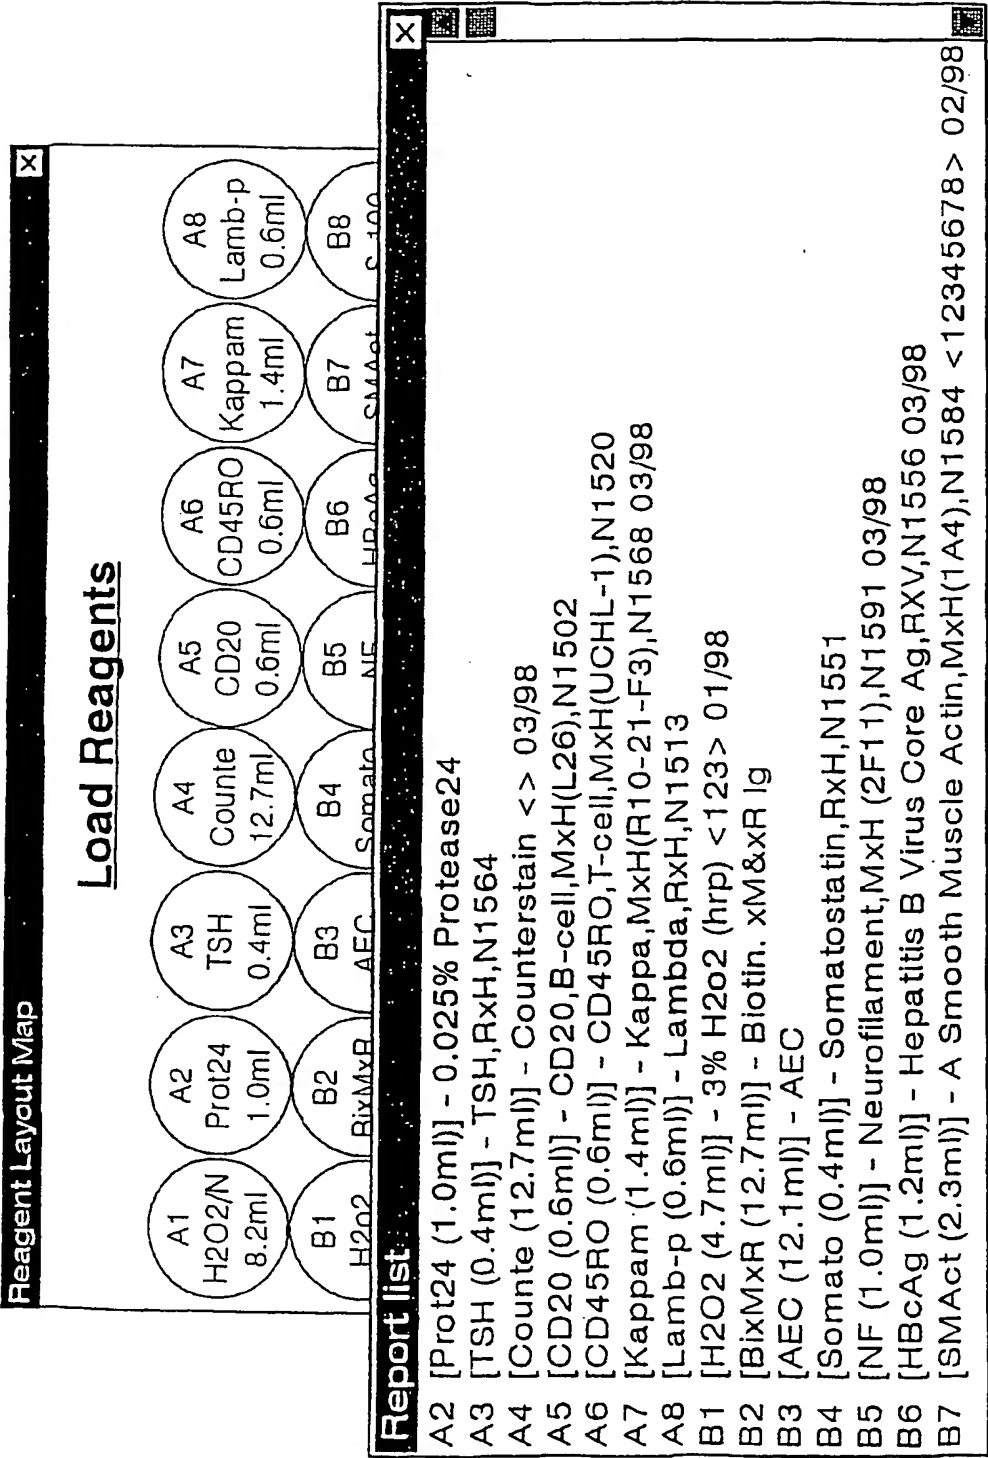 Reagent Layout Map
Load Reagents
A1
H2O2/N
8.2ml
A2
Prot24
1.0ml
A3
TSH
0.4ml
A4
Counte
12.7ml
A5
CD20
0.6ml
A6
CD45RO
0.6ml
A7
Kappam
1.4ml
A8
Lamb-p
0.6ml
B1
H2o2
B2
BixMxR
B3
AEC
B4
Somato
B5
NF
B6
HBcAg
B7
SMAct
B8
S-100
Report list
A2 [Prot24 (1.0ml)] - 0.025% Protease24
A3 [TSH (0.4ml)] - TSH,RxH,N1564
A4 [Counte (12.7ml)] - Counterstain <> 03/98
A5 [CD20 (0.6ml)] - CD20,B-cell,MxH(L26),N1502
A6 [CD45RO (0.6ml)] - CD45RO,T-cell,MxH(UCHL-1),N1520
A7 [Kappam (1.4ml)] - Kappa,MxH(R10-21-F3),N1568 03/98
A8 [Lamb-p (0.6ml)] - Lambda,RxH,N1513
B1 [H2O2 (4.7ml)] - 3% H2o2 (hrp) <123> 01/98
B2 [BixMxR (12.7ml)] - Biotin. xM&xR Ig
B3 [AEC (12.1ml)] - AEC
B4 [Somato (0.4ml)] - Somatostatin,RxH,N1551
B5 [NF (1.0ml)] - Neurofilament,MxH (2F11),N1591 03/98
B6 [HBcAg (1.2ml)] - Hepatitis B Virus Core Ag,RXV,N1556 03/98
B7 [SMAct (2.3ml)] - A Smooth Muscle Actin,MxH(1A4),N1584 <12345678> 02/98